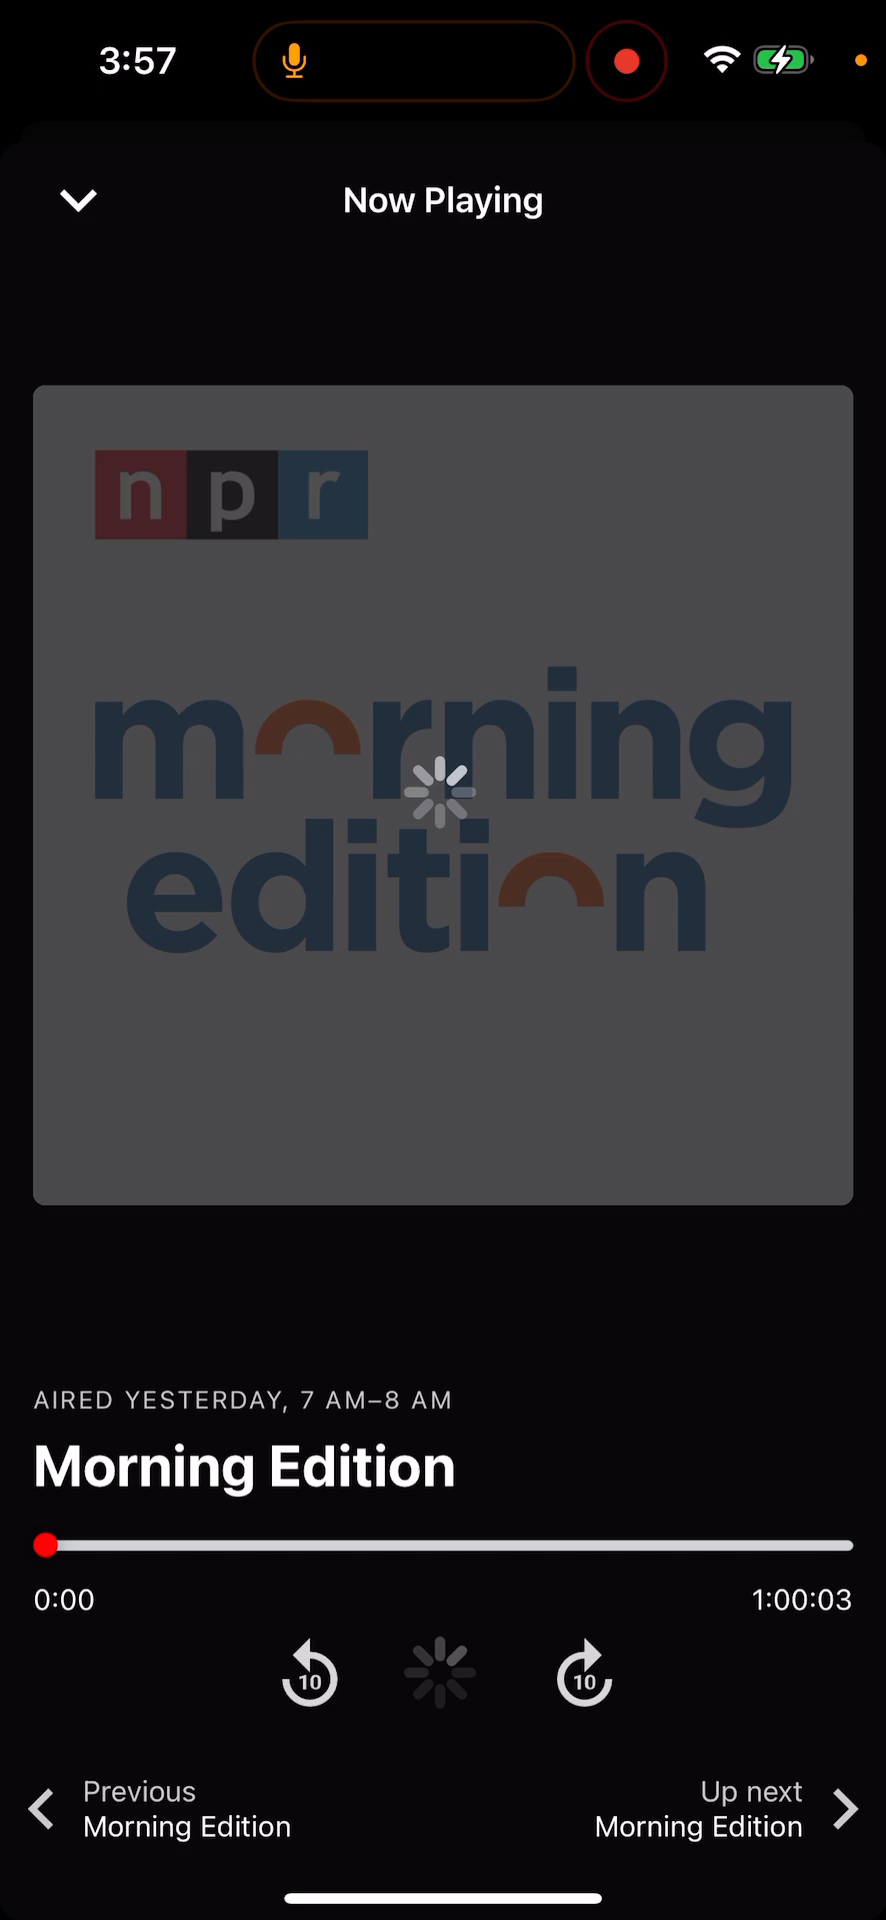 3:57
Now Playing
npr
morning
edition
AIRED YESTERDAY, 7 AM–8 AM
Morning Edition
0:00
1:00:03
10
10
Previous
Morning Edition
Up next
Morning Edition